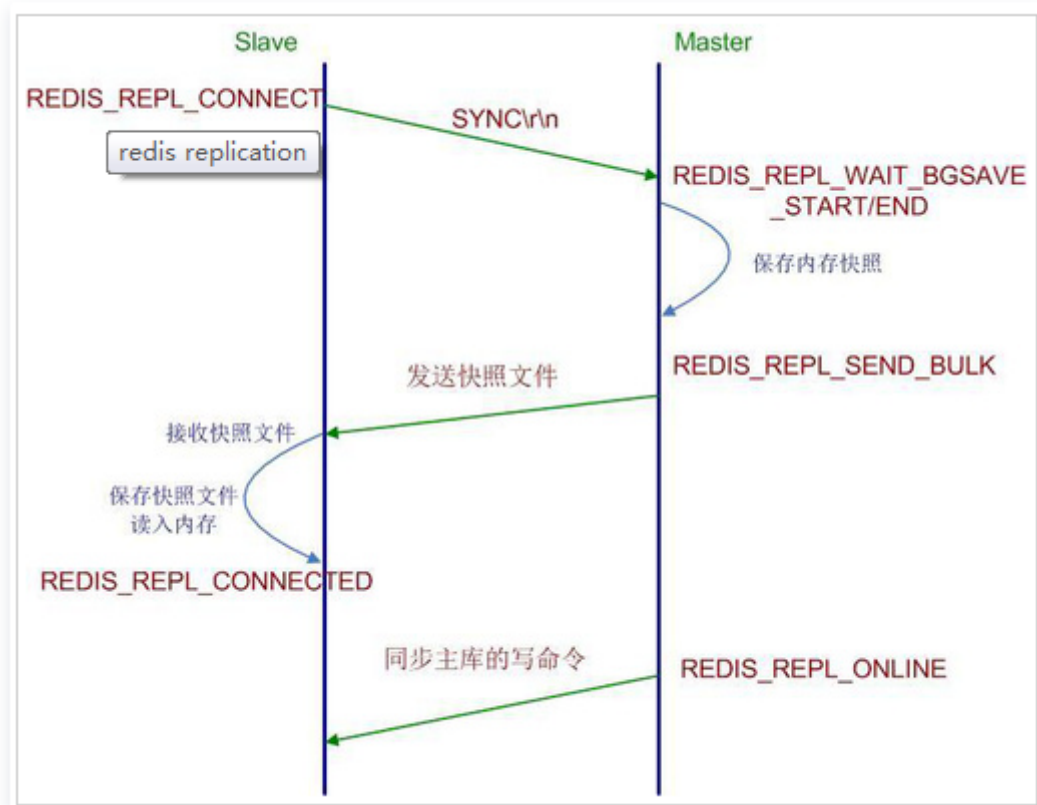 Slave
Master
REDIS_REPL_CONNECT
SYNC\r\n
redis replication
REDIS_REPL_WAIT_BGSAVE
_START/END
保存内存快照
REDIS_REPL_SEND_BULK
发送快照文件
接收快照文件
保存快照文件
读入内存
REDIS_REPL_CONNECTED
同步主库的写命令
REDIS_REPL_ONLINE